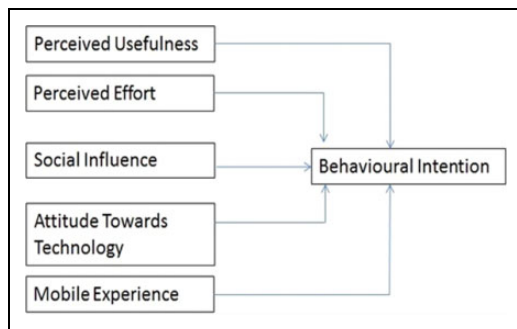 Perceived Usefulness
Perceived Effort
Social Influence
Behavioural Intention
Attitude Towards
Technology
Mobile Experience